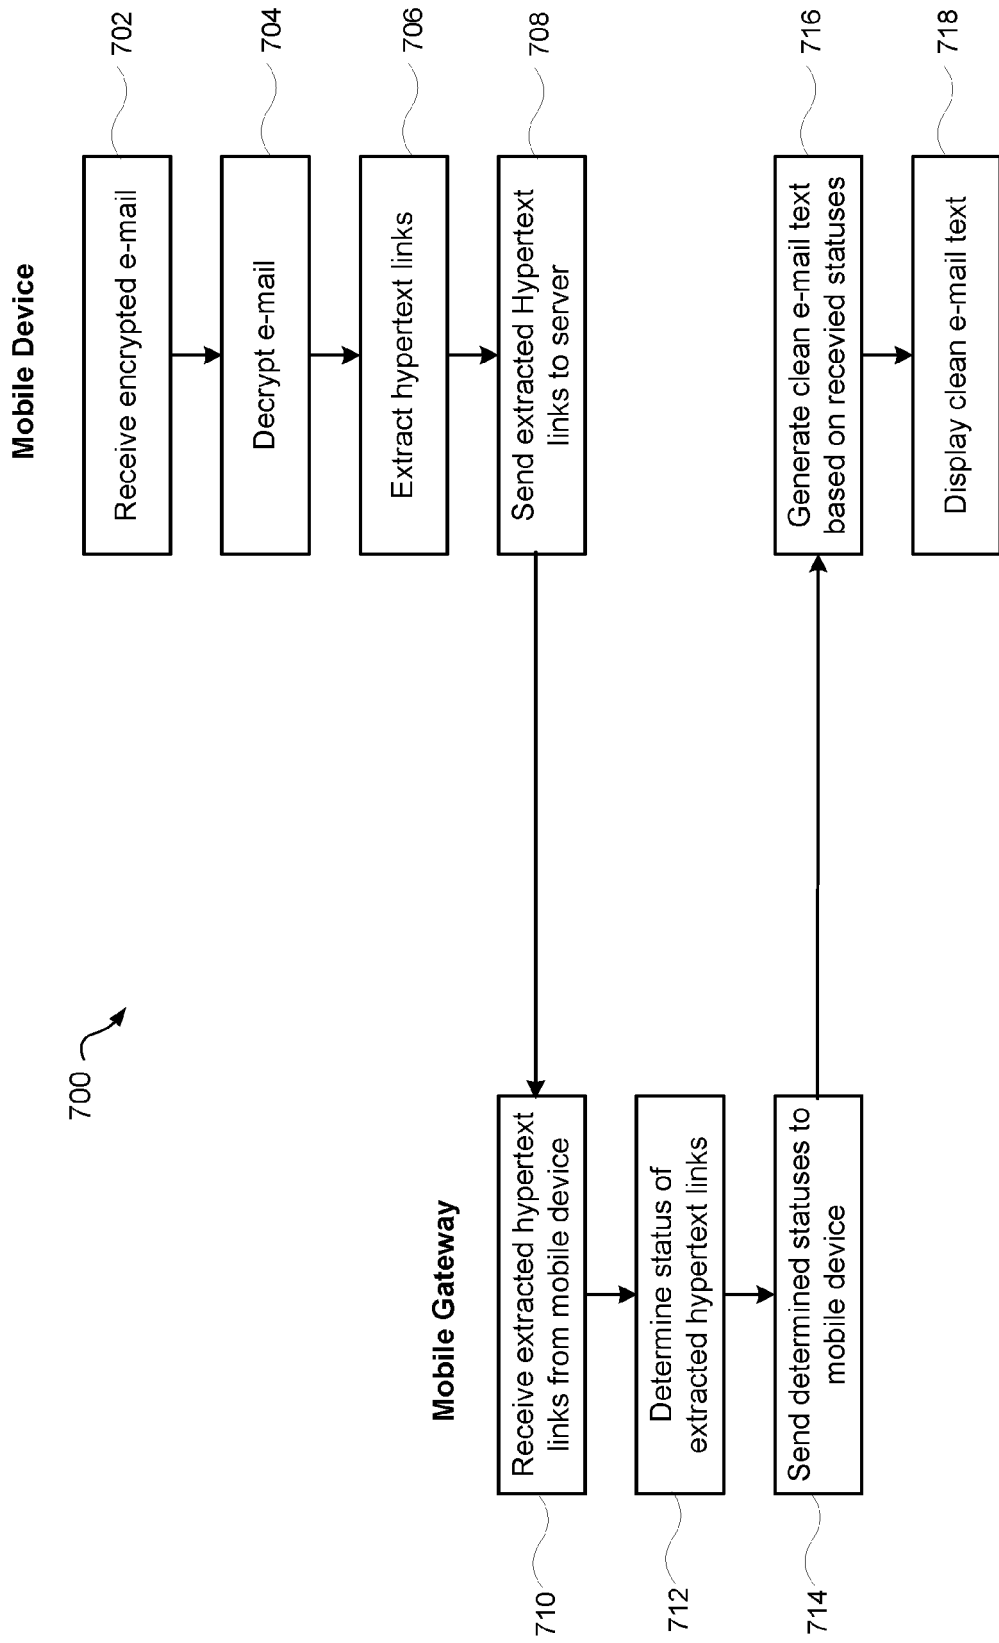 700
Mobile Device
Receive encrypted e-mail
702
Decrypt e-mail
704
Extract hypertext links
706
Send extracted Hypertext
links to server
708
Mobile Gateway
Receive extracted hypertext
links from mobile device
710
Determine status of
extracted hypertext links
712
Send determined statuses to
mobile device
714
Generate clean e-mail text
based on recevied statuses
716
Display clean e-mail text
718